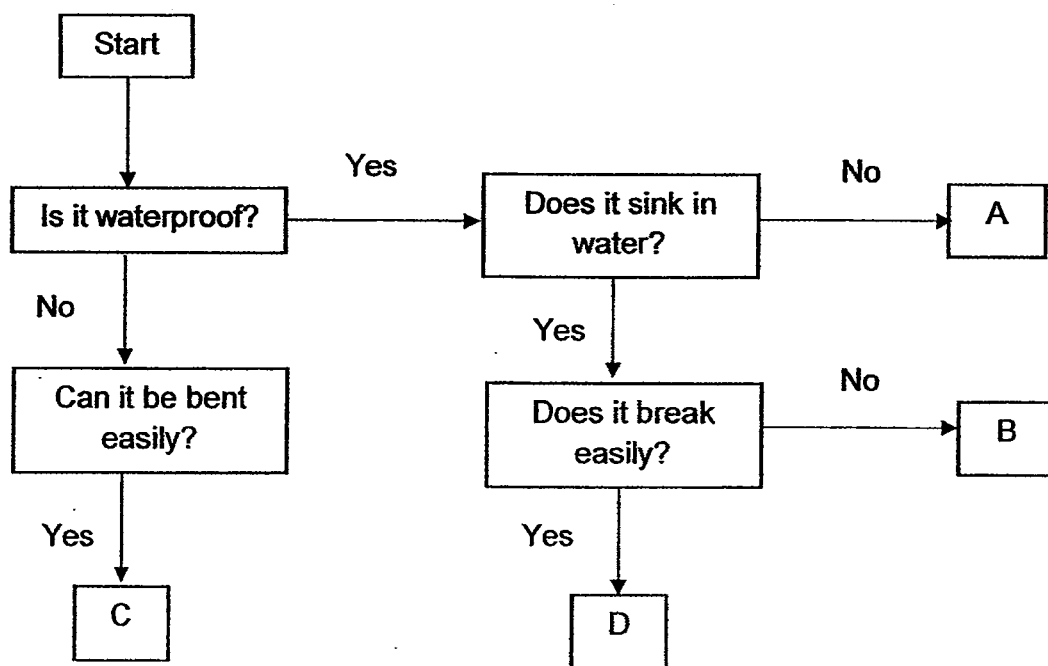 Start
Is it waterproof?
Yes
Does it sink in
water?
No
A
No
Yes
Can it be bent
easily?
Does it break
easily?
No
B
Yes
C
Yes
D